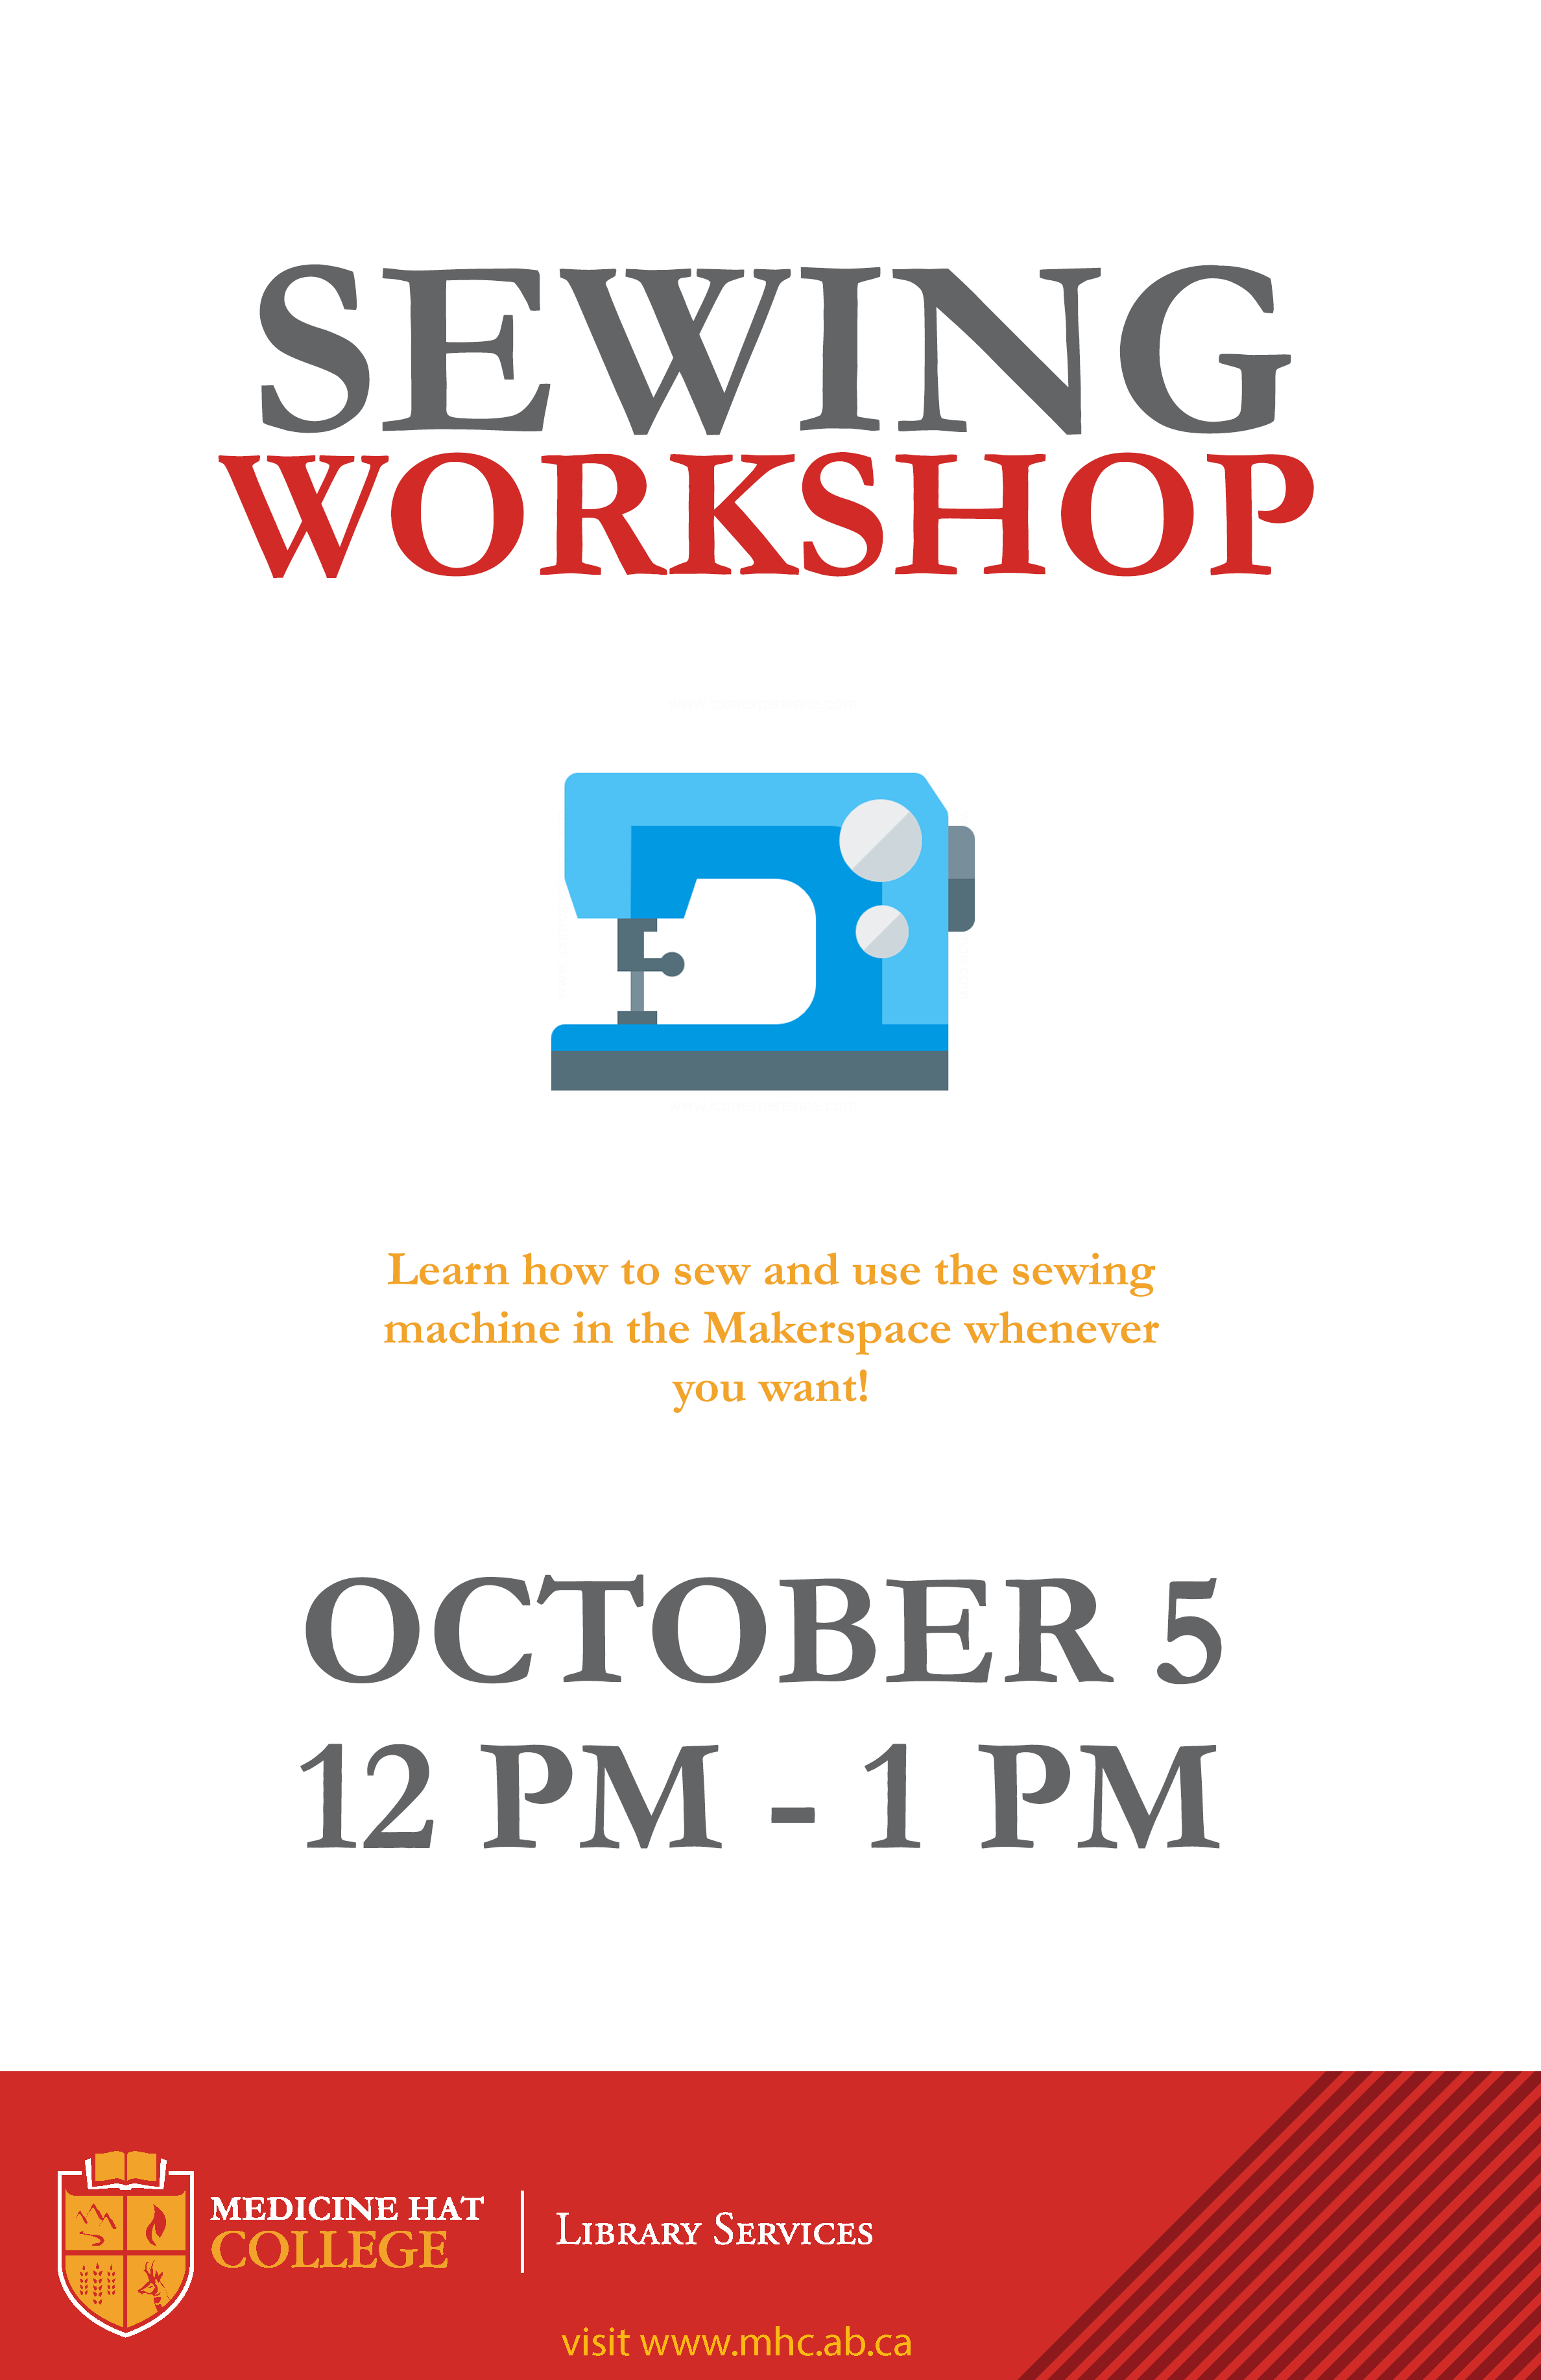 SEWING
WORKSHOP
Learn how to sew and use the sewing
machine in the Makerspace whenever
you want!
OCTOBER 5
12 PM - 1 PM
MEDICINE HAT
COLLEGE
LIBRARY SERVICES
visit www.mhc.ab.ca